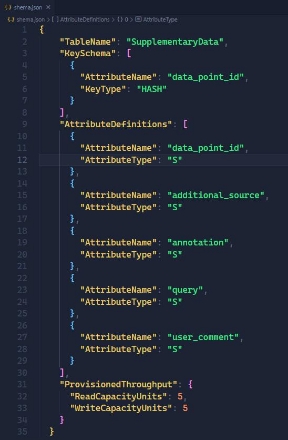 shema.json ×
shema.json > [ ] AttributeDefinitions > { } 0 > AttributeType
1 {
2 "TableName": "SupplementaryData",
3 "KeySchema": [
4 {
5 "AttributeName": "data_point_id",
6 "KeyType": "HASH"
7 }
8 ],
9 "AttributeDefinitions": [
10 {
11 "AttributeName": "data_point_id",
12 "AttributeType": "S"
13 },
14 {
15 "AttributeName": "additional_source",
16 "AttributeType": "S"
17 },
18 {
19 "AttributeName": "annotation",
20 "AttributeType": "S"
21 },
22 {
23 "AttributeName": "query",
24 "AttributeType": "S"
25 },
26 {
27 "AttributeName": "user_comment",
28 "AttributeType": "S"
29 }
30 ],
31 "ProvisionedThroughput": {
32 "ReadCapacityUnits": 5,
33 "WriteCapacityUnits": 5
34 }
35 }